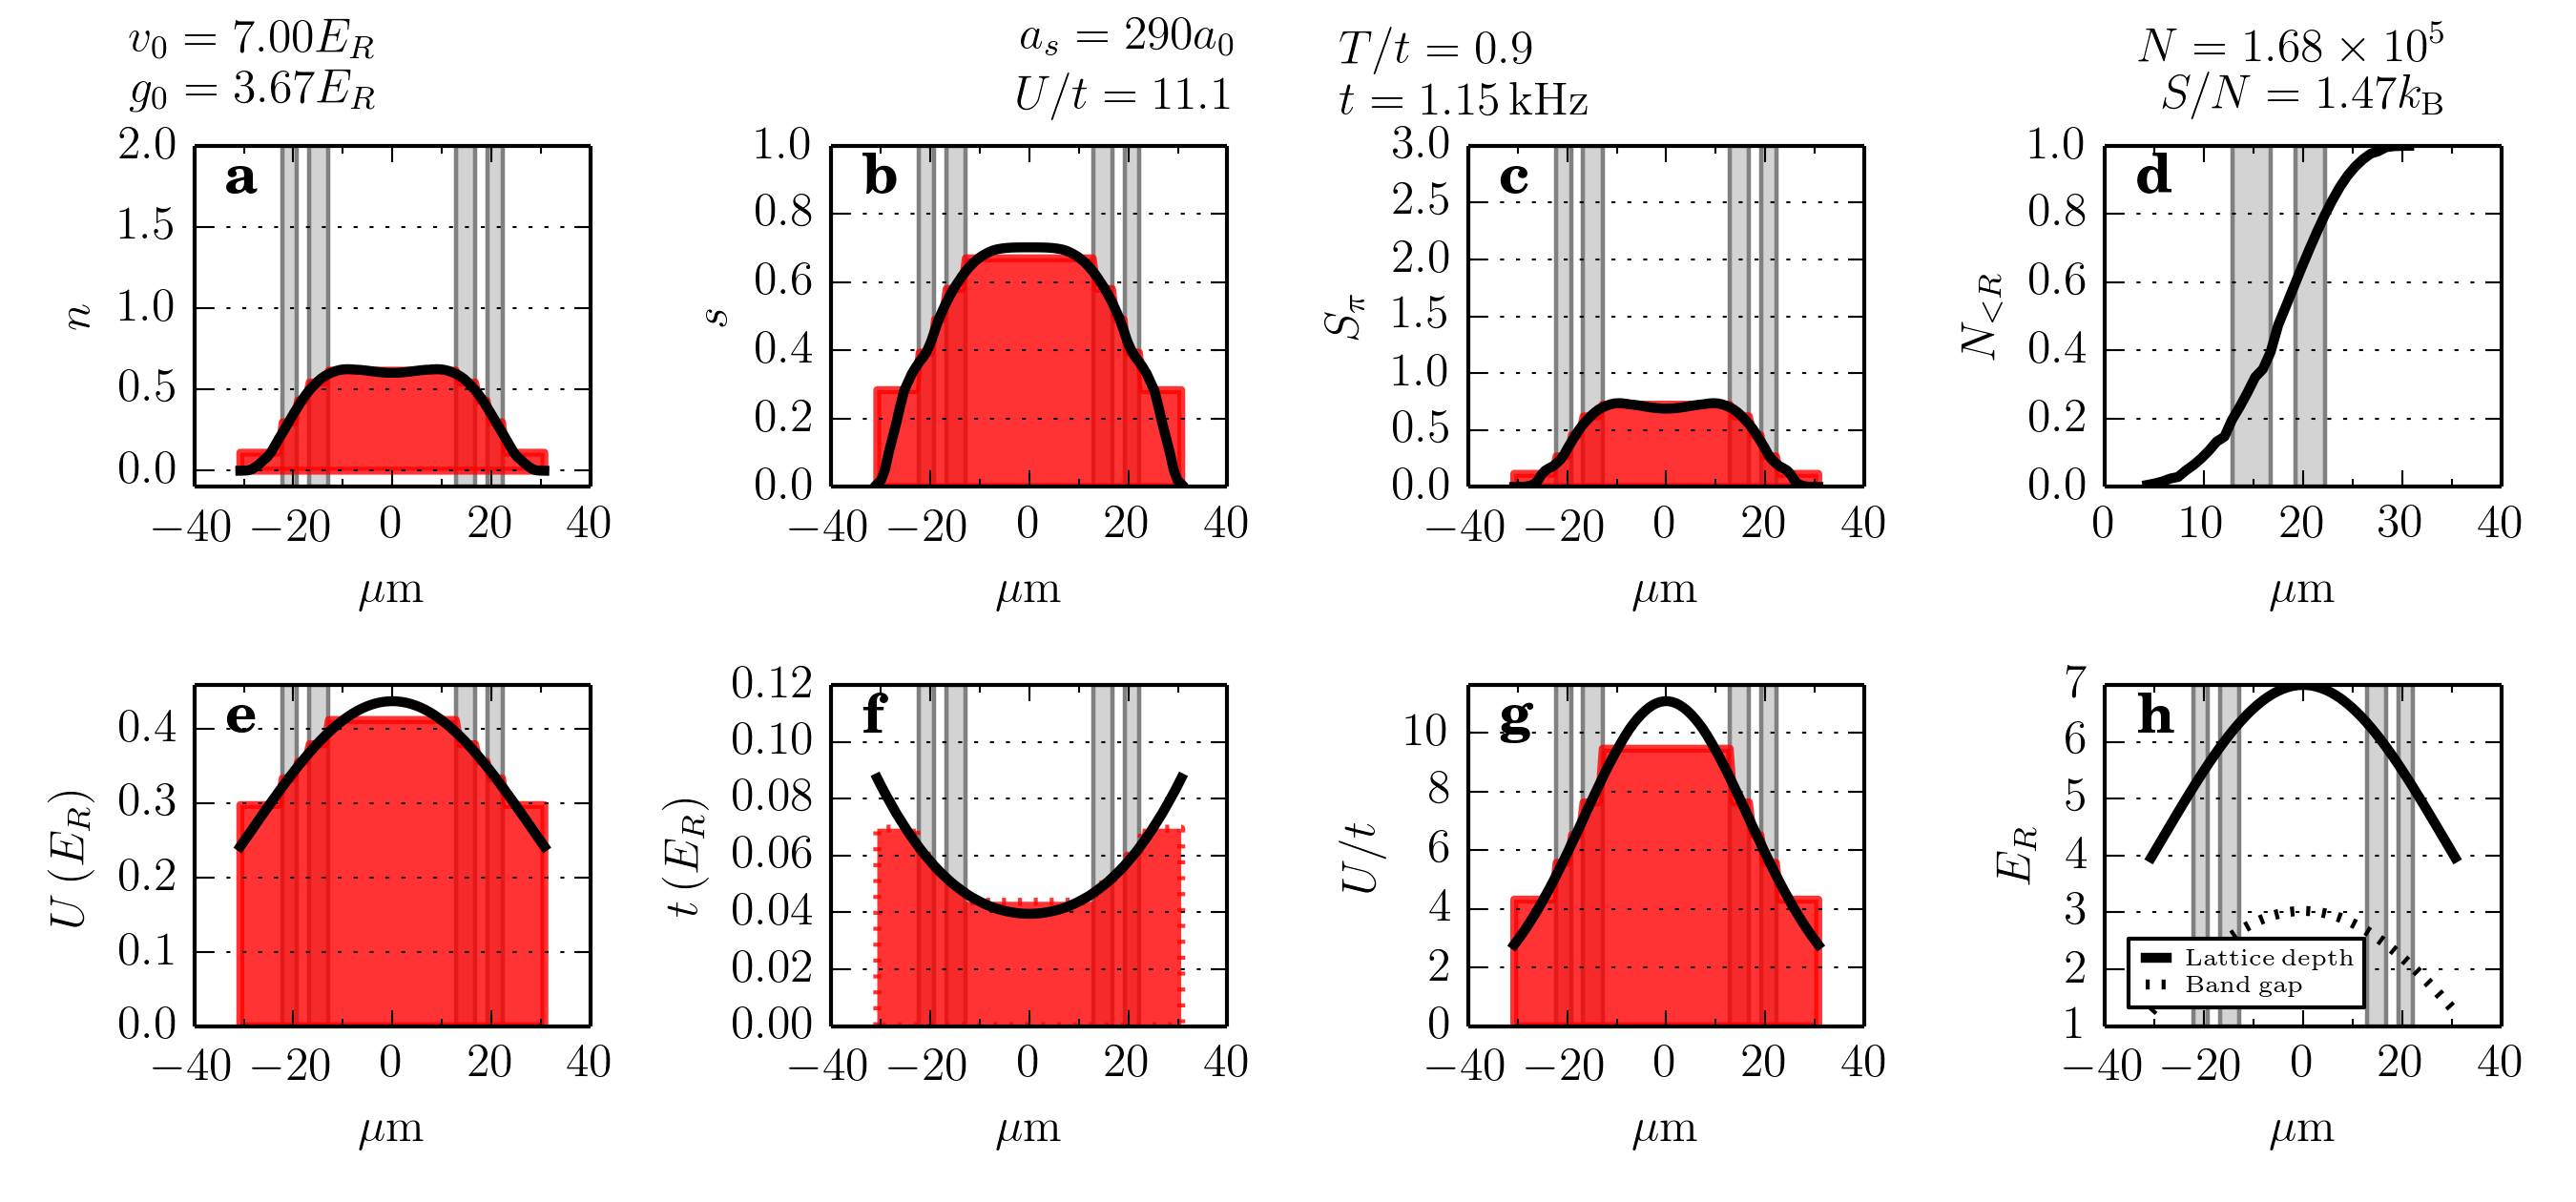 v₀ = 7.00E_R
g₀ = 3.67E_R
a_s = 290a₀
U/t = 11.1
T/t = 0.9
t = 1.15 kHz
N = 1.68 × 10⁵
S/N = 1.47k_B
a
n
2.0
1.5
1.0
0.5
0.0
−40 −20 0 20 40
μm
b
s
1.0
0.8
0.6
0.4
0.2
0.0
−40 −20 0 20 40
μm
c
S_π
3.0
2.5
2.0
1.5
1.0
0.5
0.0
−40 −20 0 20 40
μm
d
N_{<R}
1.0
0.8
0.6
0.4
0.2
0.0
0 10 20 30 40
μm
e
U (E_R)
0.4
0.3
0.2
0.1
0.0
−40 −20 0 20 40
μm
f
t (E_R)
0.12
0.10
0.08
0.06
0.04
0.02
0.00
−40 −20 0 20 40
μm
g
U/t
10
8
6
4
2
0
−40 −20 0 20 40
μm
h
E_R
7
6
5
4
3
2
1
Lattice depth
Band gap
−40 −20 0 20 40
μm